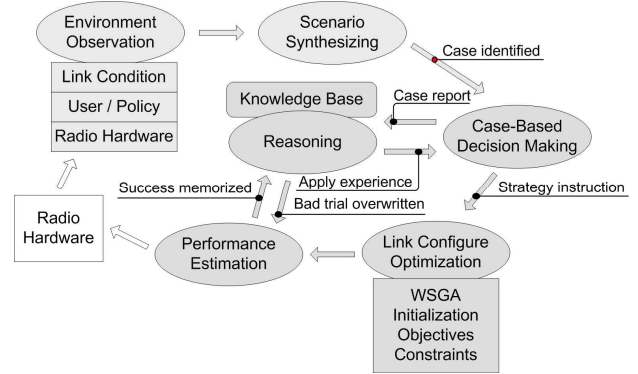 Environment
Observation
Link Condition
User / Policy
Radio Hardware
Scenario
Synthesizing
Case identified
Knowledge Base
Reasoning
Case report
Case-Based
Decision Making
Apply experience
Bad trial overwritten
Success memorized
Strategy instruction
Radio
Hardware
Performance
Estimation
Link Configure
Optimization
WSGA
Initialization
Objectives
Constraints